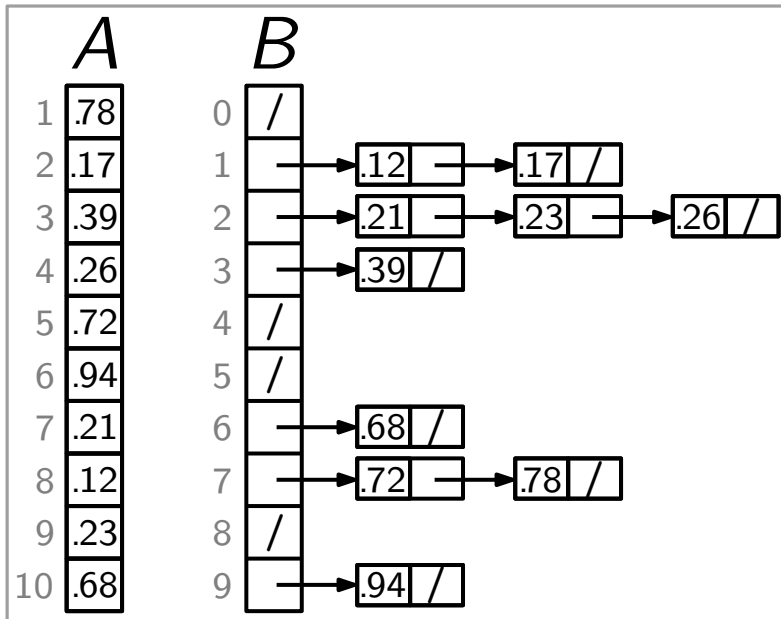 A B
1 .78 0 /
2 .17 1 .12 .17 /
3 .39 2 .21 .23 .26 /
4 .26 3 .39 /
5 .72 4 /
6 .94 5 /
7 .21 6 .68 /
8 .12 7 .72 .78 /
9 .23 8 /
10 .68 9 .94 /